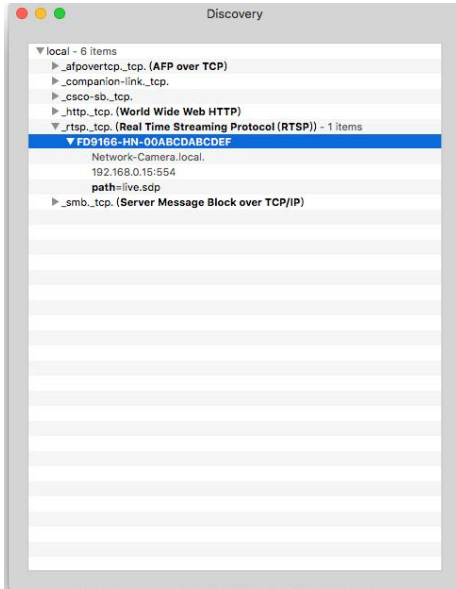 Discovery
local - 6 items
_afpovertcp._tcp. (AFP over TCP)
_companion-link._tcp.
_csco-sb._tcp.
_http._tcp. (World Wide Web HTTP)
_rtsp._tcp. (Real Time Streaming Protocol (RTSP)) - 1 items
FD9166-HN-00ABCDABCDEF
Network-Camera.local.
192.168.0.15:554
path=live.sdp
_smb._tcp. (Server Message Block over TCP/IP)